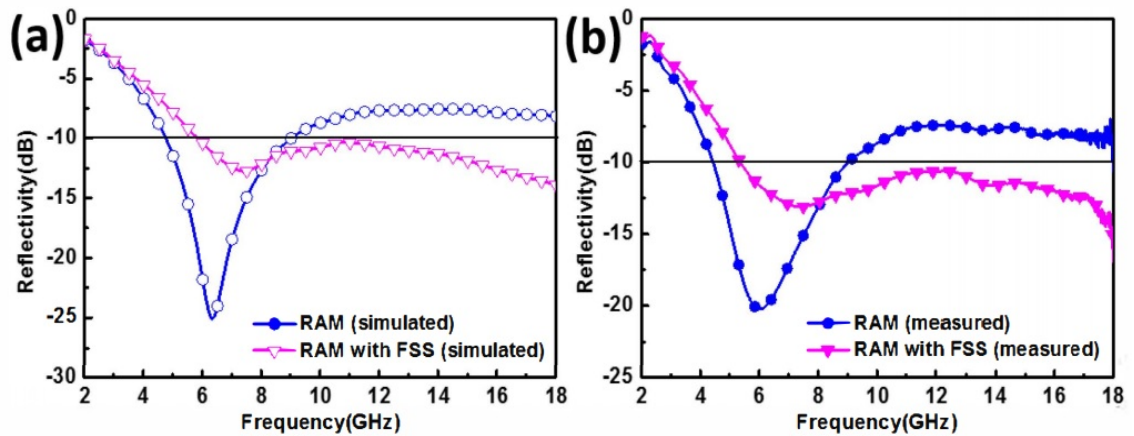 (a)
0
-5
-10
-15
-20
-25
-30
Reflectivity(dB)
RAM (simulated)
RAM with FSS (simulated)
2 4 6 8 10 12 14 16 18
Frequency(GHz)
(b)
0
-5
-10
-15
-20
-25
Reflectivity(dB)
RAM (measured)
RAM with FSS (measured)
2 4 6 8 10 12 14 16 18
Frequency(GHz)